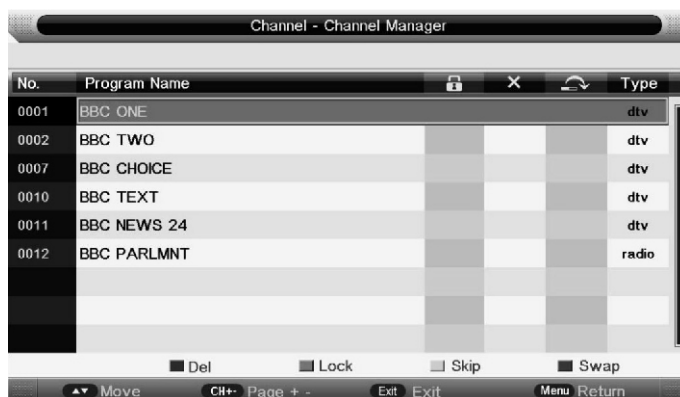 Channel - Channel Manager
No. Program Name Type
0001 BBC ONE dtv
0002 BBC TWO dtv
0007 BBC CHOICE dtv
0010 BBC TEXT dtv
0011 BBC NEWS 24 dtv
0012 BBC PARLMNT radio
Del Lock Skip Swap
Move CH+- Page + - Exit Exit Menu Return